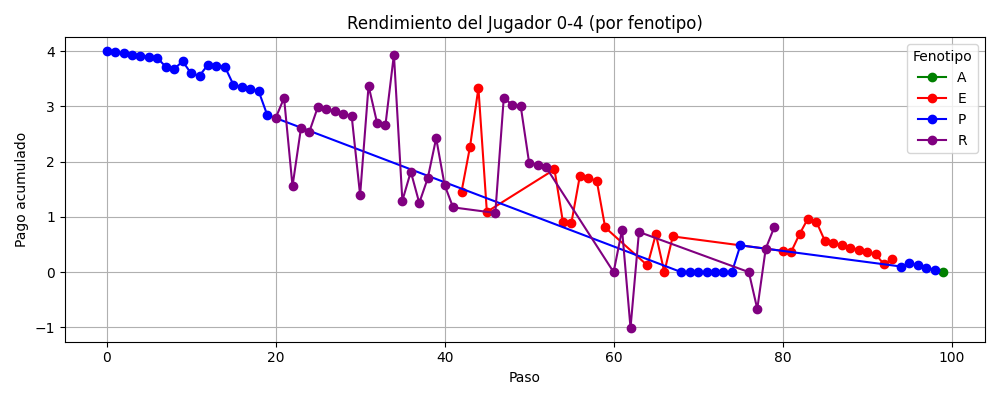 Rendimiento del Jugador 0-4 (por fenotipo)
Pago acumulado
4
3
2
1
0
−1
0 20 40 60 80 100
Paso
Fenotipo
A
E
P
R